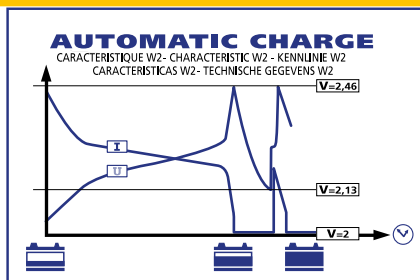 AUTOMATIC CHARGE
CARACTERISTIQUE W2- CHARACTERISTIC W2 - KENNLINIE W2
CARACTERISTICAS W2- TECHNISCHE GEGEVENS W2
V=2,46
I
U
V=2,13
V=2